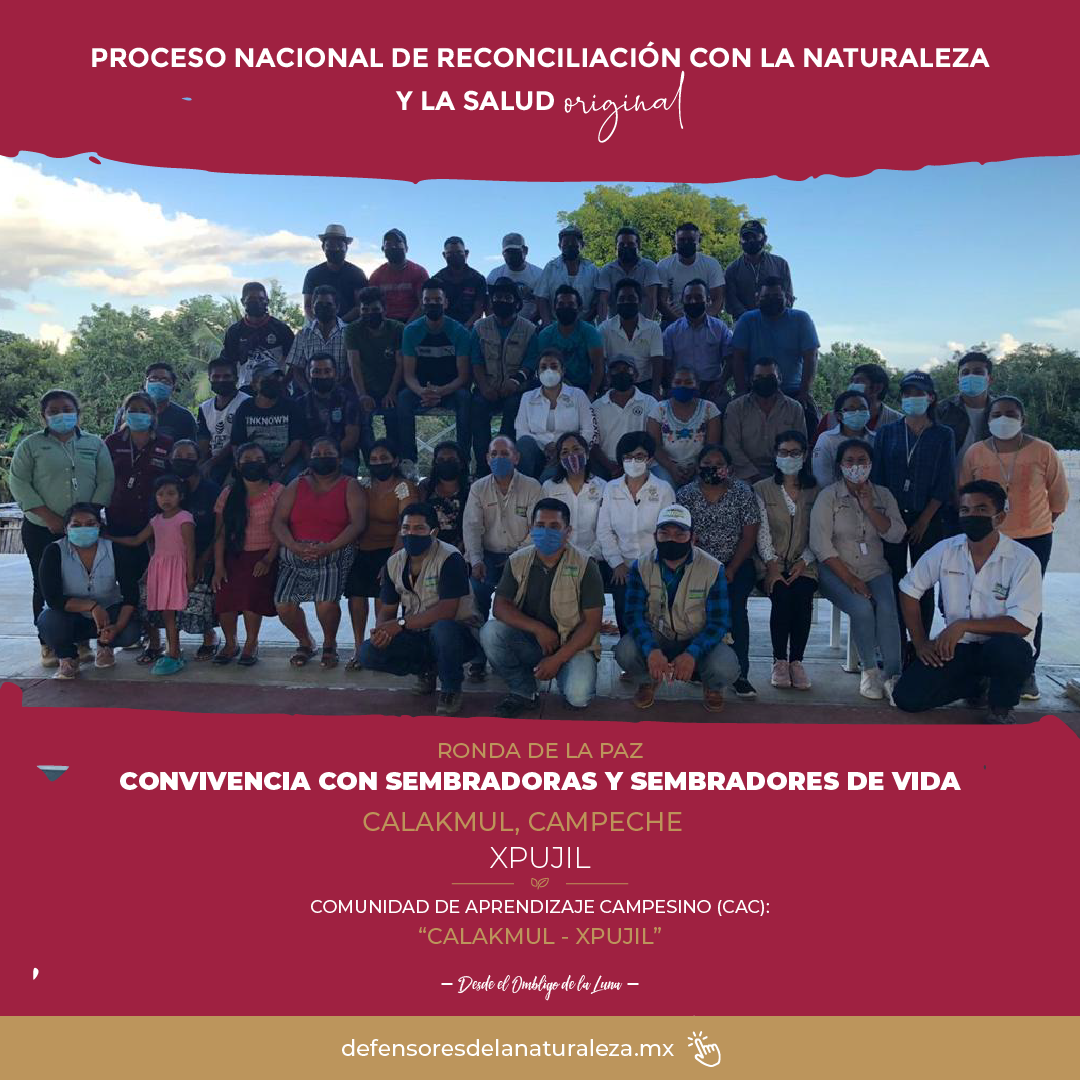 PROCESO NACIONAL DE RECONCILIACIÓN CON LA NATURALEZA
Y LA SALUD original
UNKNOWN
RONDA DE LA PAZ
CONVIVENCIA CON SEMBRADORAS Y SEMBRADORES DE VIDA
CALAKMUL, CAMPECHE
XPUJIL
COMUNIDAD DE APRENDIZAJE CAMPESINO (CAC):
“CALAKMUL - XPUJIL”
— Desde el Ombligo de la Luna —
defensoresdelanaturaleza.mx